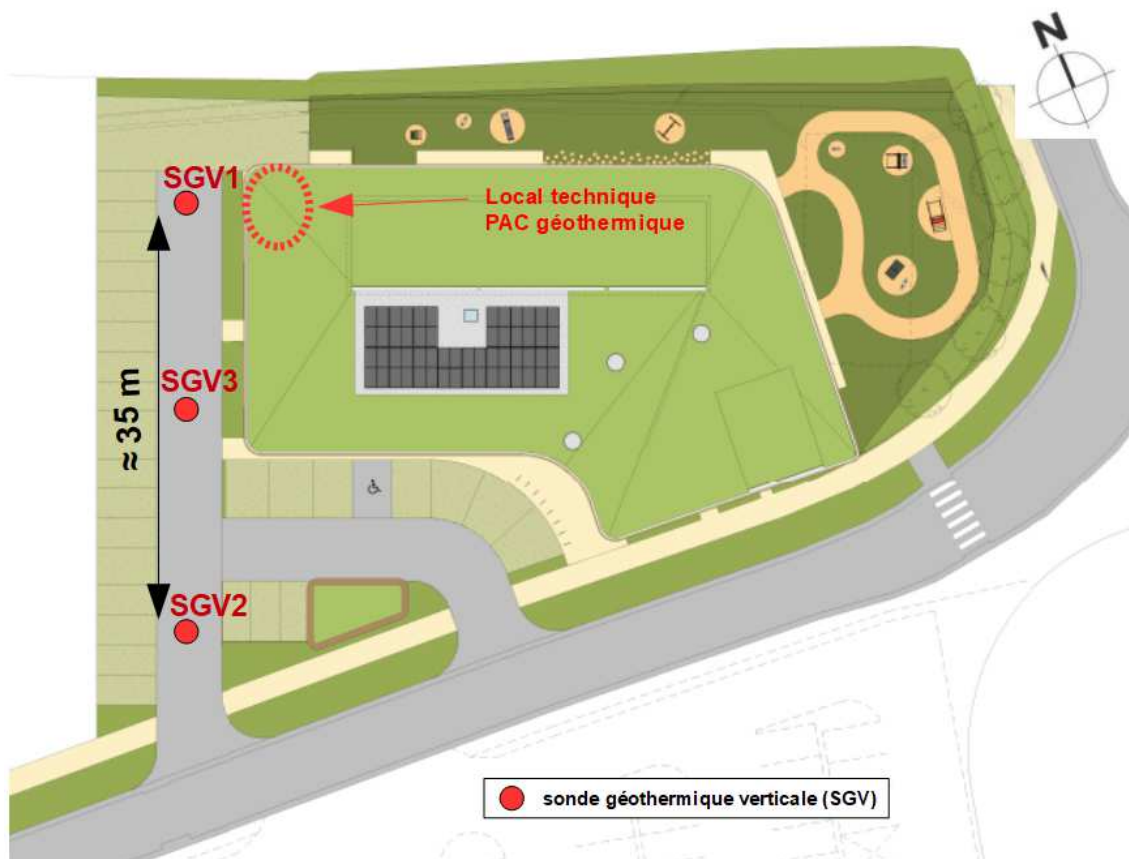 N
SGV1
Local technique
PAC géothermique
SGV3
≈ 35 m
SGV2
sonde géothermique verticale (SGV)